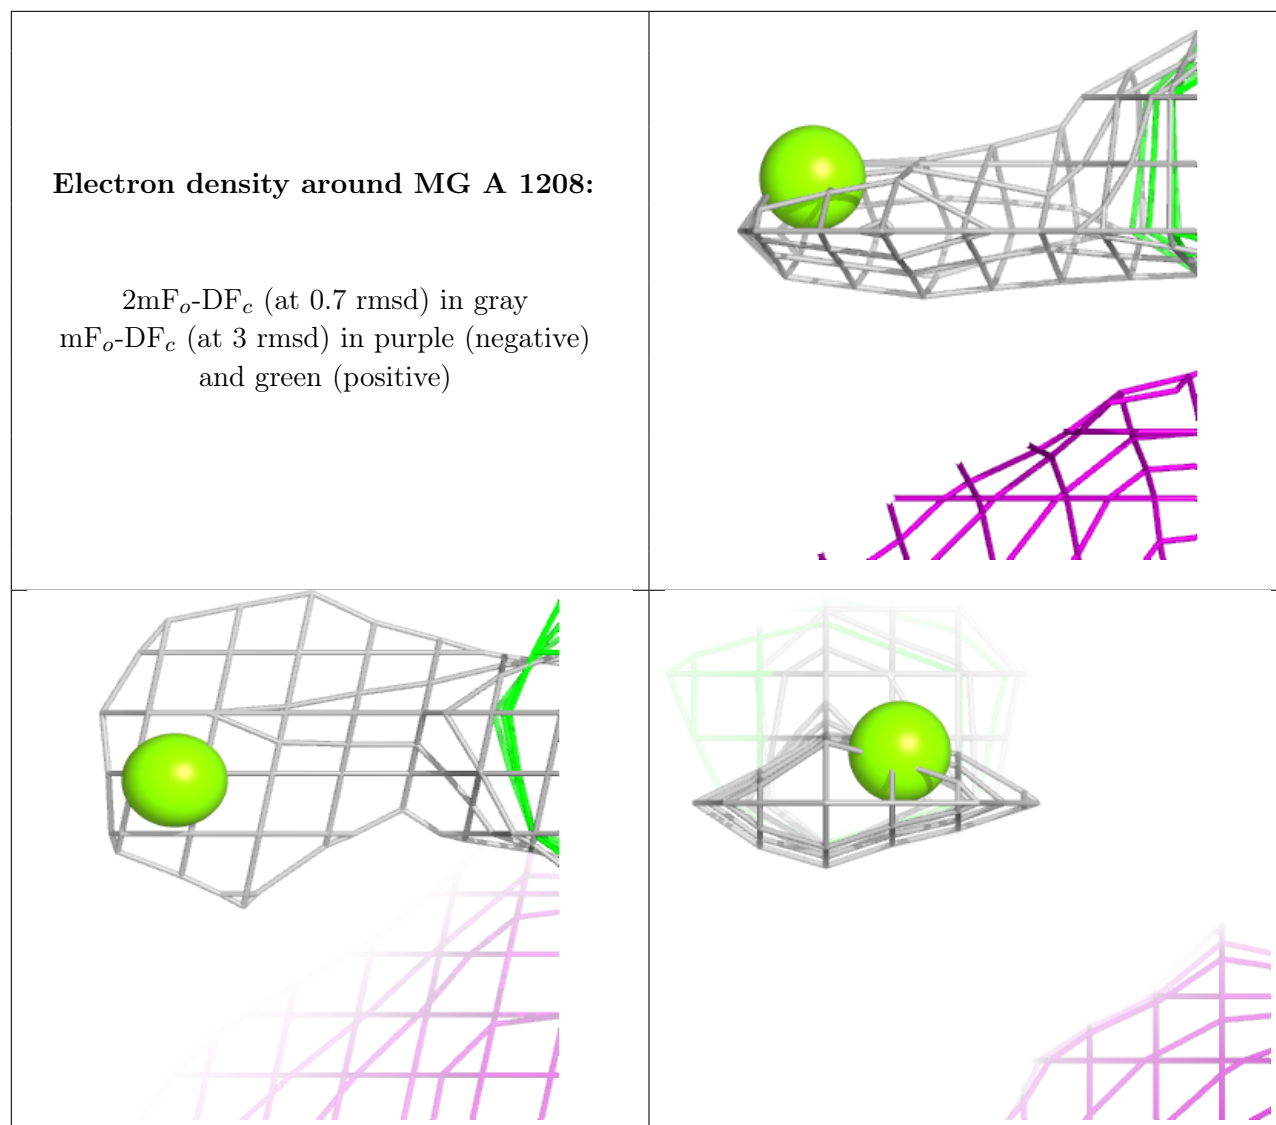 Electron density around MG A 1208:
2mFo-DFc (at 0.7 rmsd) in gray
mFo-DFc (at 3 rmsd) in purple (negative)
and green (positive)